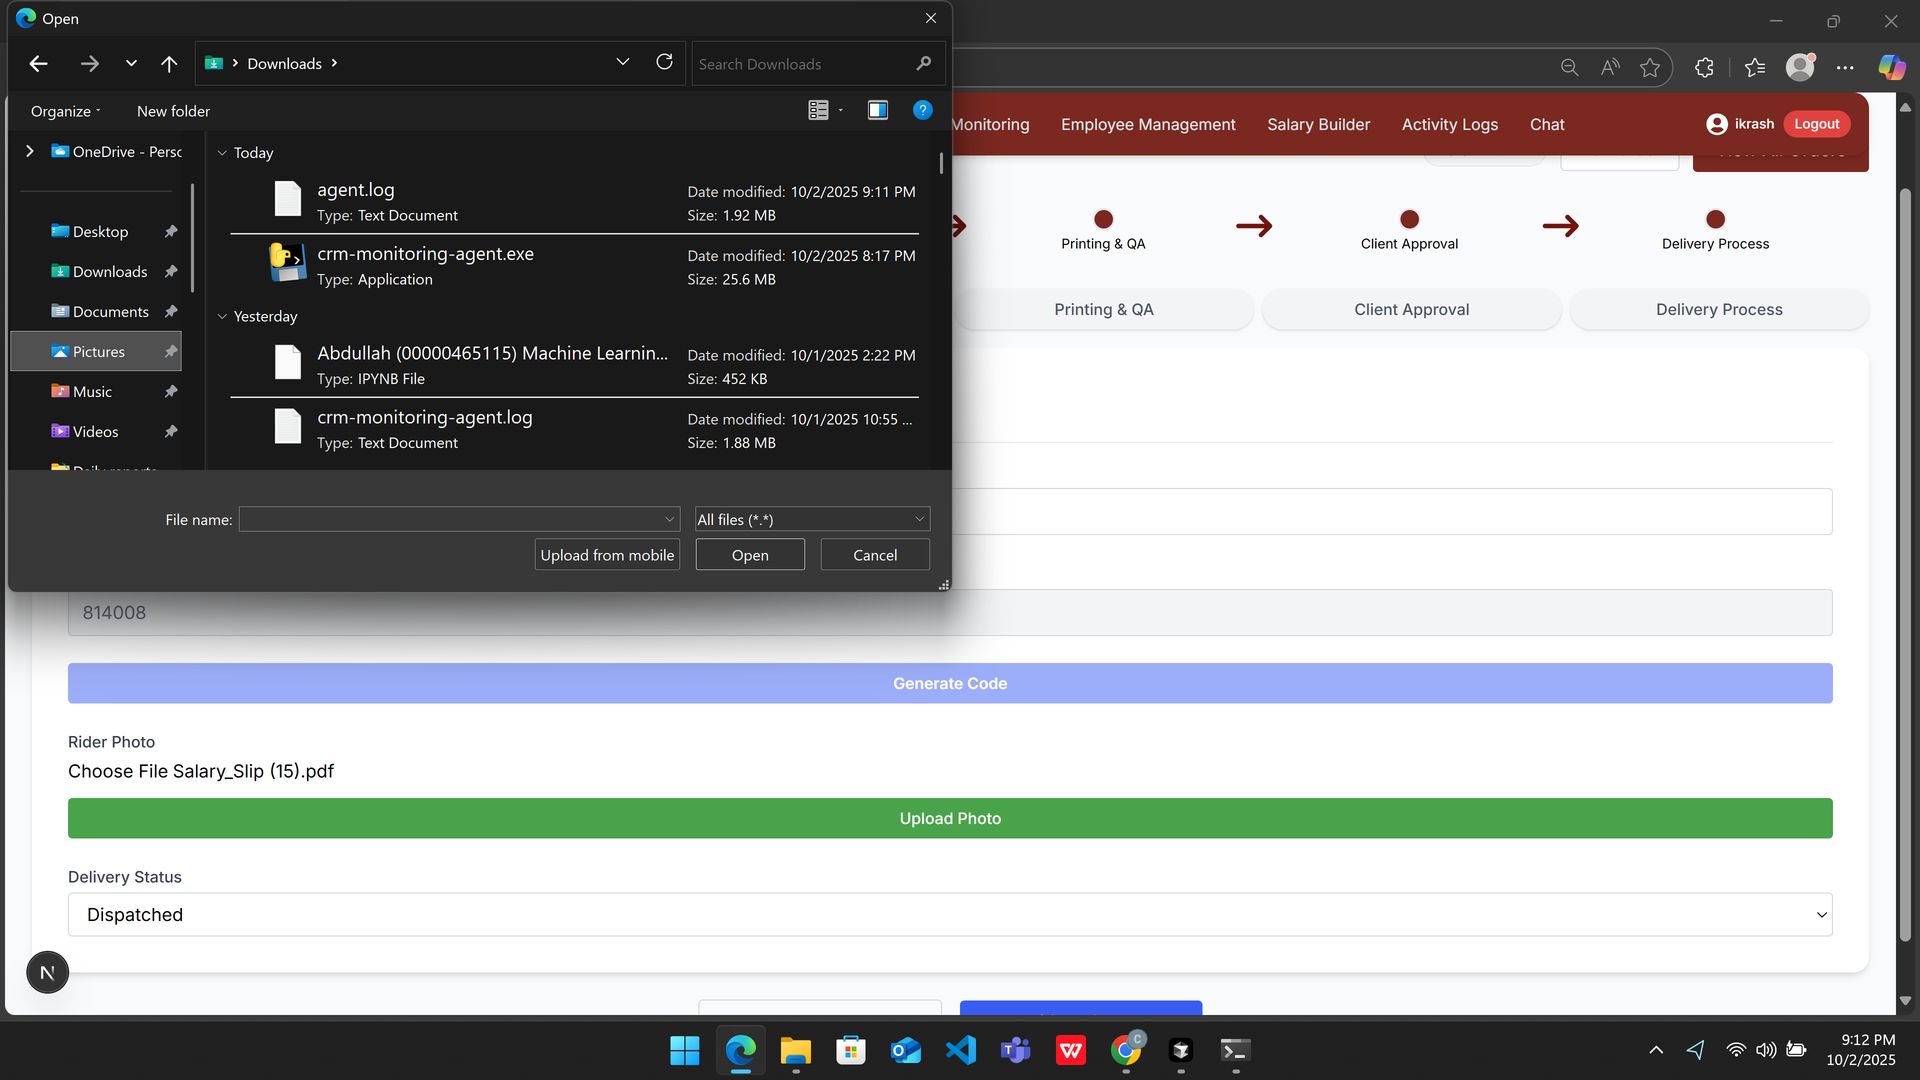 Open
Downloads
Search Downloads
Organize
New folder
OneDrive - Persc
Desktop
Downloads
Documents
Pictures
Music
Videos
Today
agent.log
Type: Text Document
Date modified: 10/2/2025 9:11 PM
Size: 1.92 MB
crm-monitoring-agent.exe
Type: Application
Date modified: 10/2/2025 8:17 PM
Size: 25.6 MB
Yesterday
Abdullah (00000465115) Machine Learnin...
Type: IPYNB File
Date modified: 10/1/2025 2:22 PM
Size: 452 KB
crm-monitoring-agent.log
Type: Text Document
Date modified: 10/1/2025 10:55 ...
Size: 1.88 MB
File name:
All files (*.*)
Upload from mobile
Open
Cancel
Monitoring
Employee Management
Salary Builder
Activity Logs
Chat
ikrash
Logout
Printing & QA
Client Approval
Delivery Process
Printing & QA
Client Approval
Delivery Process
814008
Generate Code
Rider Photo
Choose File Salary_Slip (15).pdf
Upload Photo
Delivery Status
Dispatched
N
9:12 PM
10/2/2025